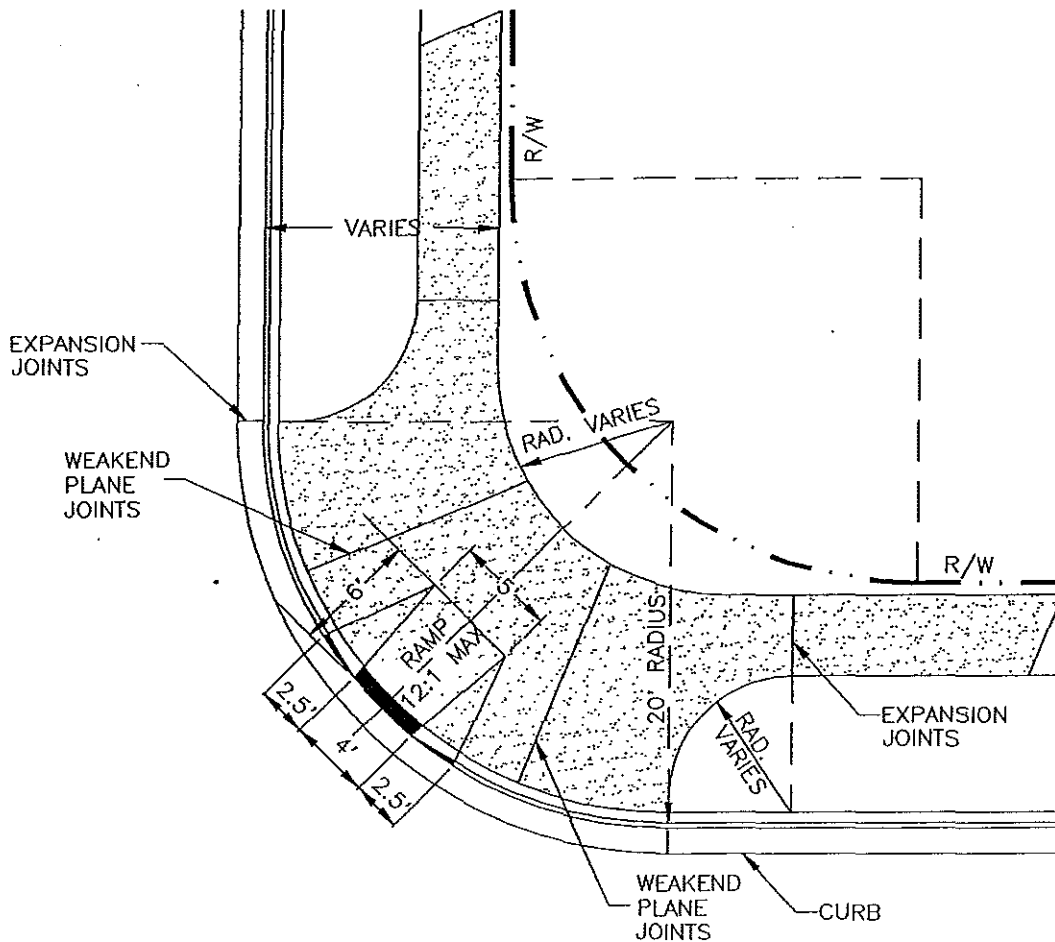 R/W
VARIES
EXPANSION
JOINTS
RAD. VARIES
WEAKEND
PLANE
JOINTS
R/W
6'
5'
20' RADIUS
RAMP
12:1 MAX
2.5'
4'
2.5'
RAD.
VARIES
EXPANSION
JOINTS
WEAKEND
PLANE
JOINTS
CURB